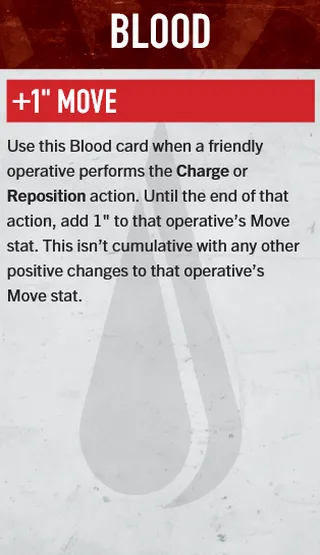 BLOOD
+1" MOVE
Use this Blood card when a friendly
operative performs the Charge or
Reposition action. Until the end of that
action, add 1" to that operative’s Move
stat. This isn’t cumulative with any other
positive changes to that operative’s
Move stat.